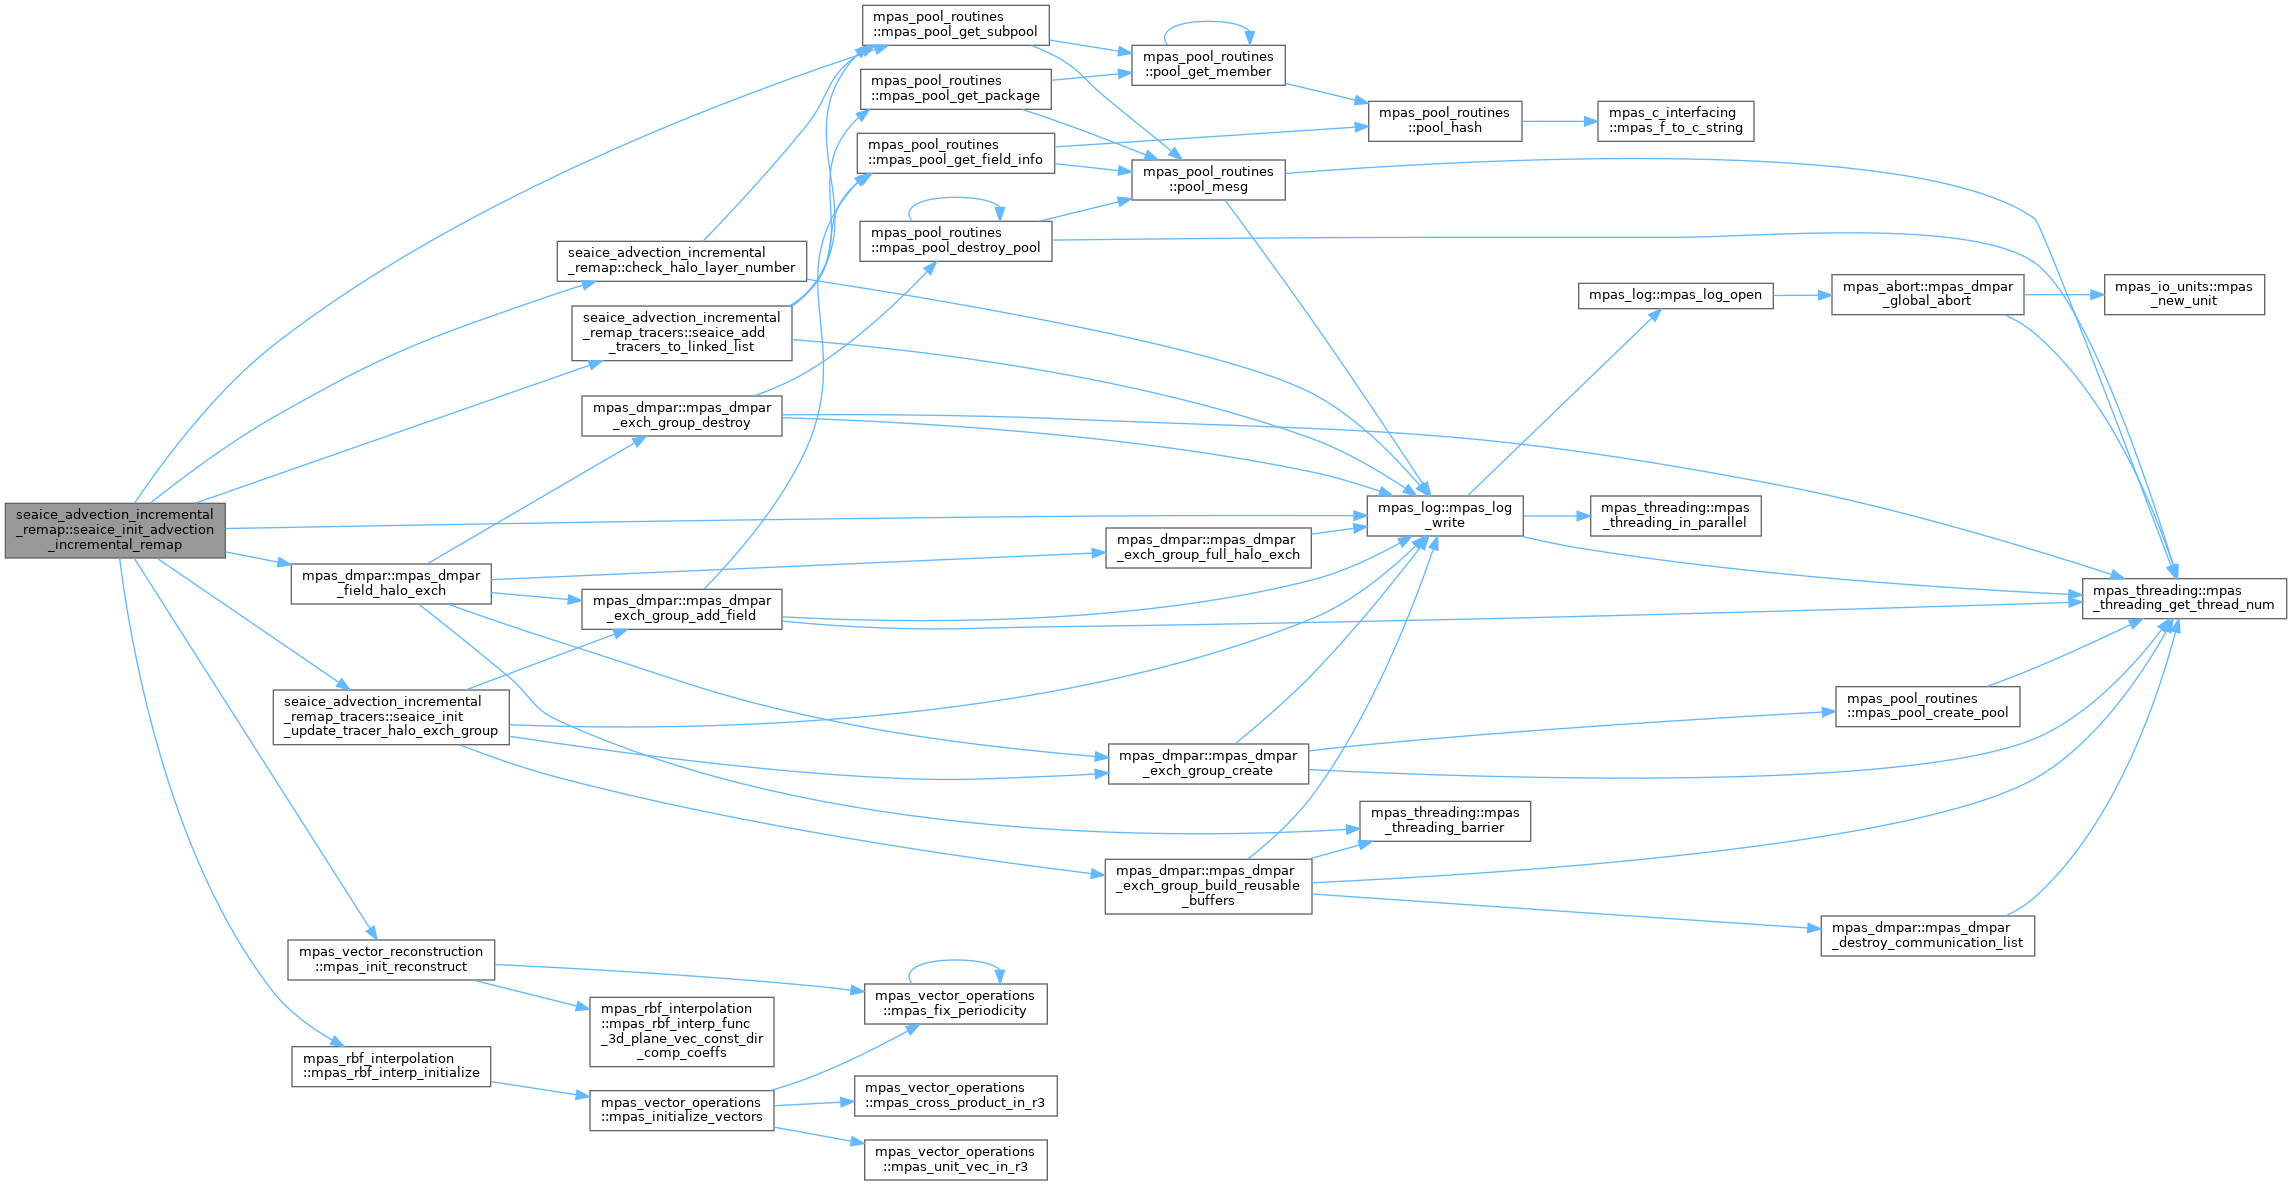 seaice_advection_incremental
_remap::seaice_init_advection
_incremental_remap
mpas_pool_routines
::mpas_pool_get_subpool
mpas_pool_routines
::pool_get_member
mpas_pool_routines
::mpas_pool_get_package
mpas_pool_routines
::pool_hash
mpas_c_interfacing
::mpas_f_to_c_string
mpas_pool_routines
::mpas_pool_get_field_info
mpas_pool_routines
::pool_mesg
mpas_pool_routines
::mpas_pool_destroy_pool
seaice_advection_incremental
_remap::check_halo_layer_number
seaice_advection_incremental
_remap_tracers::seaice_add
_tracers_to_linked_list
mpas_log::mpas_log_open
mpas_abort::mpas_dmpar
_global_abort
mpas_io_units::mpas
_new_unit
mpas_dmpar::mpas_dmpar
_exch_group_destroy
mpas_log::mpas_log
_write
mpas_threading::mpas
_threading_in_parallel
mpas_dmpar::mpas_dmpar
_exch_group_full_halo_exch
mpas_dmpar::mpas_dmpar
_field_halo_exch
mpas_dmpar::mpas_dmpar
_exch_group_add_field
mpas_threading::mpas
_threading_get_thread_num
seaice_advection_incremental
_remap_tracers::seaice_init
_update_tracer_halo_exch_group
mpas_pool_routines
::mpas_pool_create_pool
mpas_dmpar::mpas_dmpar
_exch_group_create
mpas_threading::mpas
_threading_barrier
mpas_dmpar::mpas_dmpar
_exch_group_build_reusable
_buffers
mpas_dmpar::mpas_dmpar
_destroy_communication_list
mpas_vector_reconstruction
::mpas_init_reconstruct
mpas_vector_operations
::mpas_fix_periodicity
mpas_rbf_interpolation
::mpas_rbf_interp_func
_3d_plane_vec_const_dir
_comp_coeffs
mpas_rbf_interpolation
::mpas_rbf_interp_initialize
mpas_vector_operations
::mpas_initialize_vectors
mpas_vector_operations
::mpas_cross_product_in_r3
mpas_vector_operations
::mpas_unit_vec_in_r3